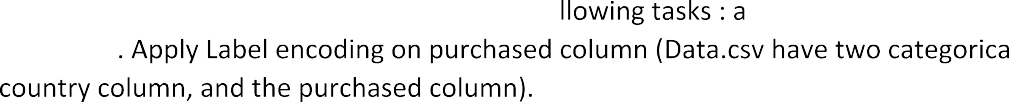 llowing tasks : a
. Apply Label encoding on purchased column (Data.csv have two categorica
country column, and the purchased column).